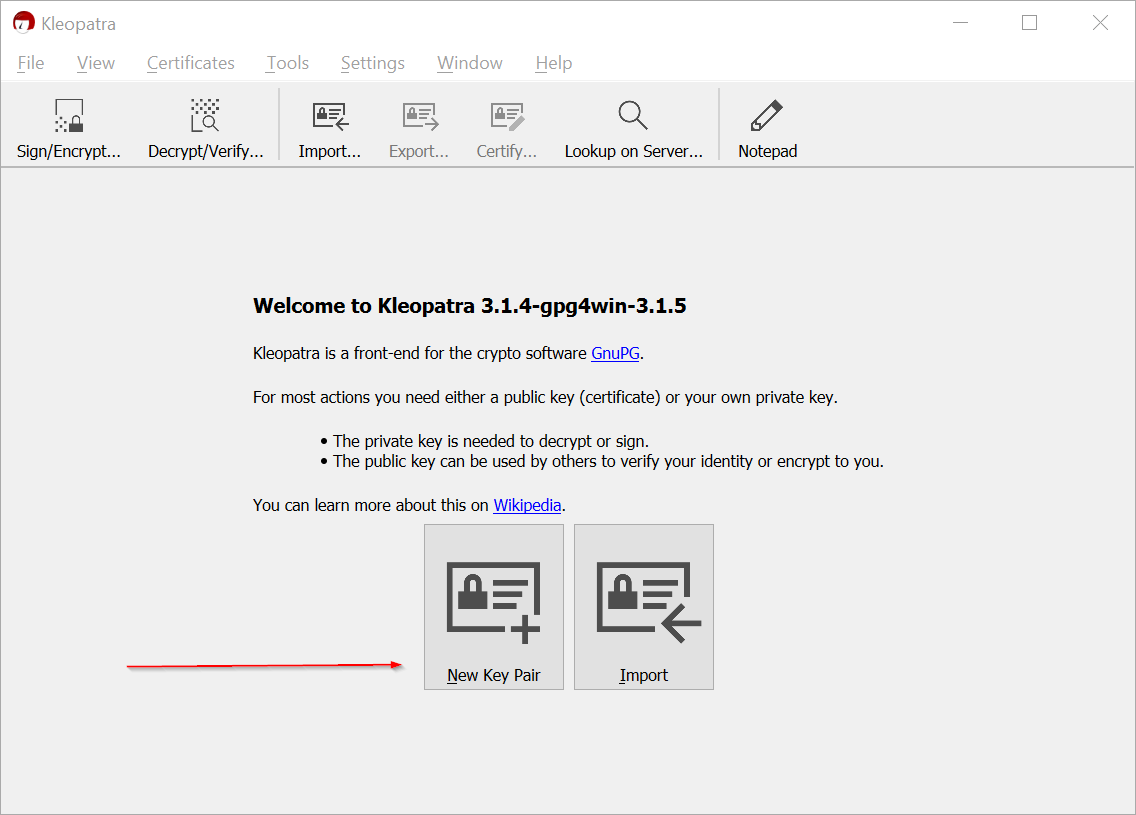 Kleopatra
File View Certificates Tools Settings Window Help
Sign/Encrypt... Decrypt/Verify... Import... Export... Certify... Lookup on Server... Notepad
Welcome to Kleopatra 3.1.4-gpg4win-3.1.5
Kleopatra is a front-end for the crypto software GnuPG.
For most actions you need either a public key (certificate) or your own private key.
• The private key is needed to decrypt or sign.
• The public key can be used by others to verify your identity or encrypt to you.
You can learn more about this on Wikipedia.
New Key Pair Import